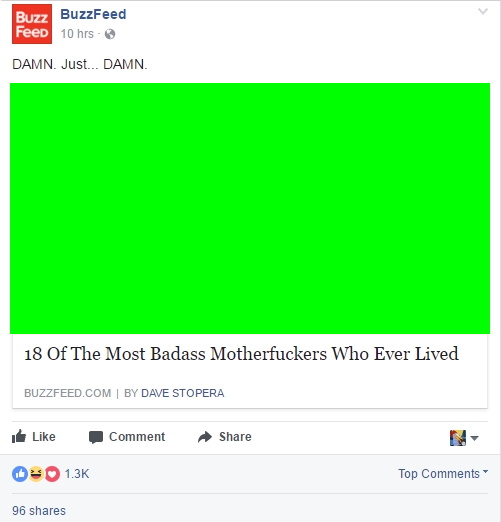 Buzz
FeeD
BuzzFeed
10 hrs ·
DAMN. Just... DAMN.
18 Of The Most Badass Motherfuckers Who Ever Lived
BUZZFEED.COM | BY DAVE STOPERA
Like Comment Share
1.3K Top Comments
96 shares